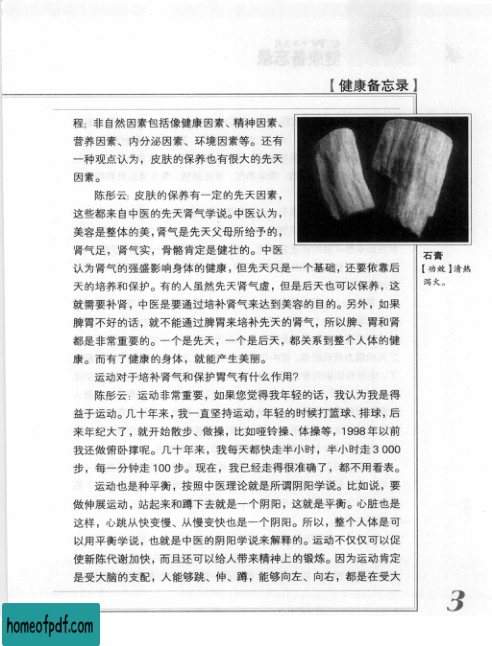 【健康备忘录】
程；非自然因素包括像健康因素、精神因素、
营养因素、内分泌因素、环境因素等。还有
一种观点认为，皮肤的保养也有很大的先天
因素。
陈彤云：皮肤的保养有一定的先天因素，
这些都来自中医的先天肾气学说。中医认为，
美容是整体的美，肾气是先天父母所给予的，
肾气足，肾气实，骨骼肯定是健壮的。中医
认为肾气的强盛影响身体的健康，但先天只是一个基础，还要依靠后
天的培养和保护。有的人虽然先天肾气虚，但是后天也可以保养，这
就需要补肾，中医是要通过培补肾气来达到美容的目的。另外，如果
脾胃不好的话，就不能通过脾胃来培补先天的肾气，所以脾、胃和肾
都是非常重要的。一个是先天，一个是后天，都关系到整个人体的健
康。而有了健康的身体，就能产生美丽。
运动对于培补肾气和保护胃气有什么作用？
陈彤云：运动非常重要，如果您觉得我年轻的话，我认为我是得
益于运动。几十年来，我一直坚持运动，年轻的时候打篮球、排球，后
来年纪大了，就开始散步、做操，比如哑铃操、体操等，1998年以前
我还做俯卧撑呢。几十年来，我每天都快走半小时，半小时走3 000
步，每一分钟走100步。现在，我已经走得很准确了，都不用看表。
运动也是种平衡，按照中医理论就是所谓阴阳学说。比如说，要
做伸展运动，站起来和蹲下去就是一个阴阳，这就是平衡。心脏也是
这样，心跳从快变慢、从慢变快也是一个阴阳。所以，整个人体是可
以用平衡学说，也就是中医的阴阳学说来解释的。运动不仅仅可以促
使新陈代谢加快，而且还可以给人带来精神上的锻炼。因为运动肯定
是受大脑的支配，人能够跳、伸、蹲，能够向左、向右，都是在受大
石膏
【功效】清热
泻火。
3
homeofpdf.com